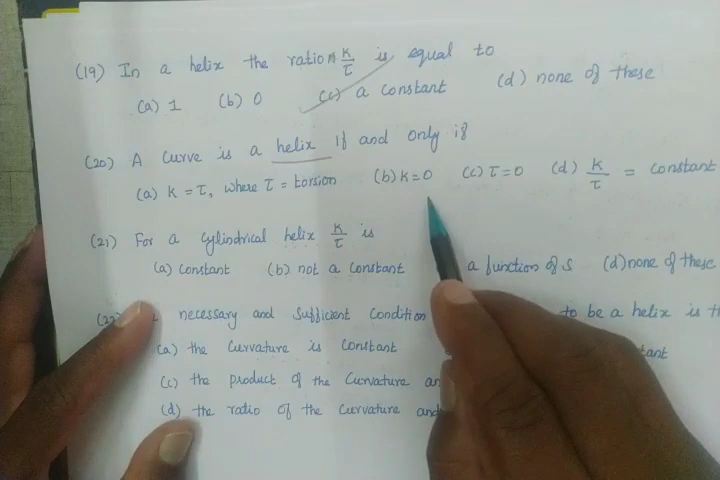 (19) In a helix the ration K/τ is equal to
(a) 1 (b) 0 (c) a constant (d) none of these
(20) A curve is a helix if and only if
(a) K = τ, where τ = torsion (b) K = 0 (c) τ = 0 (d) K/τ = constant
(21) For a cylindrical helix K/τ is
(a) constant (b) not a constant a function of s (d) none of these
(22) necessary and sufficient condition to be a helix is
(a) the curvature is constant
(c) the product of the curvature
(d) the ratio of the curvature and